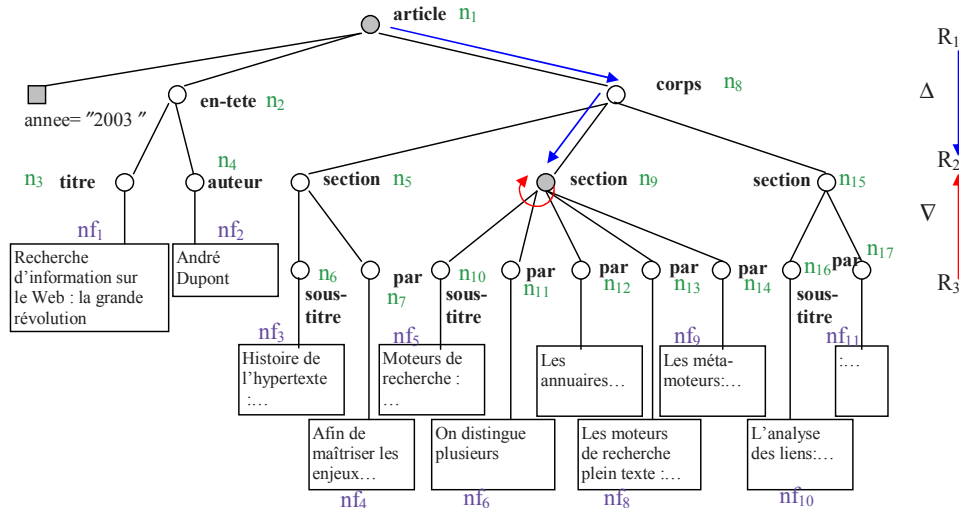 article n1
R1
corps n8
Δ
en-tete n2
annee= "2003 "
n4
R2
n3 titre
auteur
section n5
section n9
section n15
∇
nf1
nf2
n17
Recherche
d'information sur
le Web : la grande
révolution
André
Dupont
n6
sous-
titre
par
n7
n10
sous-
titre
par
n11
par
n12
par
n13
par
n14
n16
sous-
titre
par
R3
nf3
nf5
nf9
nf11
Histoire de
l'hypertexte
:…
Moteurs de
recherche :
…
Les
annuaires…
Les méta-
moteurs:…
:…
Afin de
maîtriser les
enjeux…
On distingue
plusieurs
Les moteurs
de recherche
plein texte :…
L'analyse
des liens:…
nf4
nf6
nf8
nf10